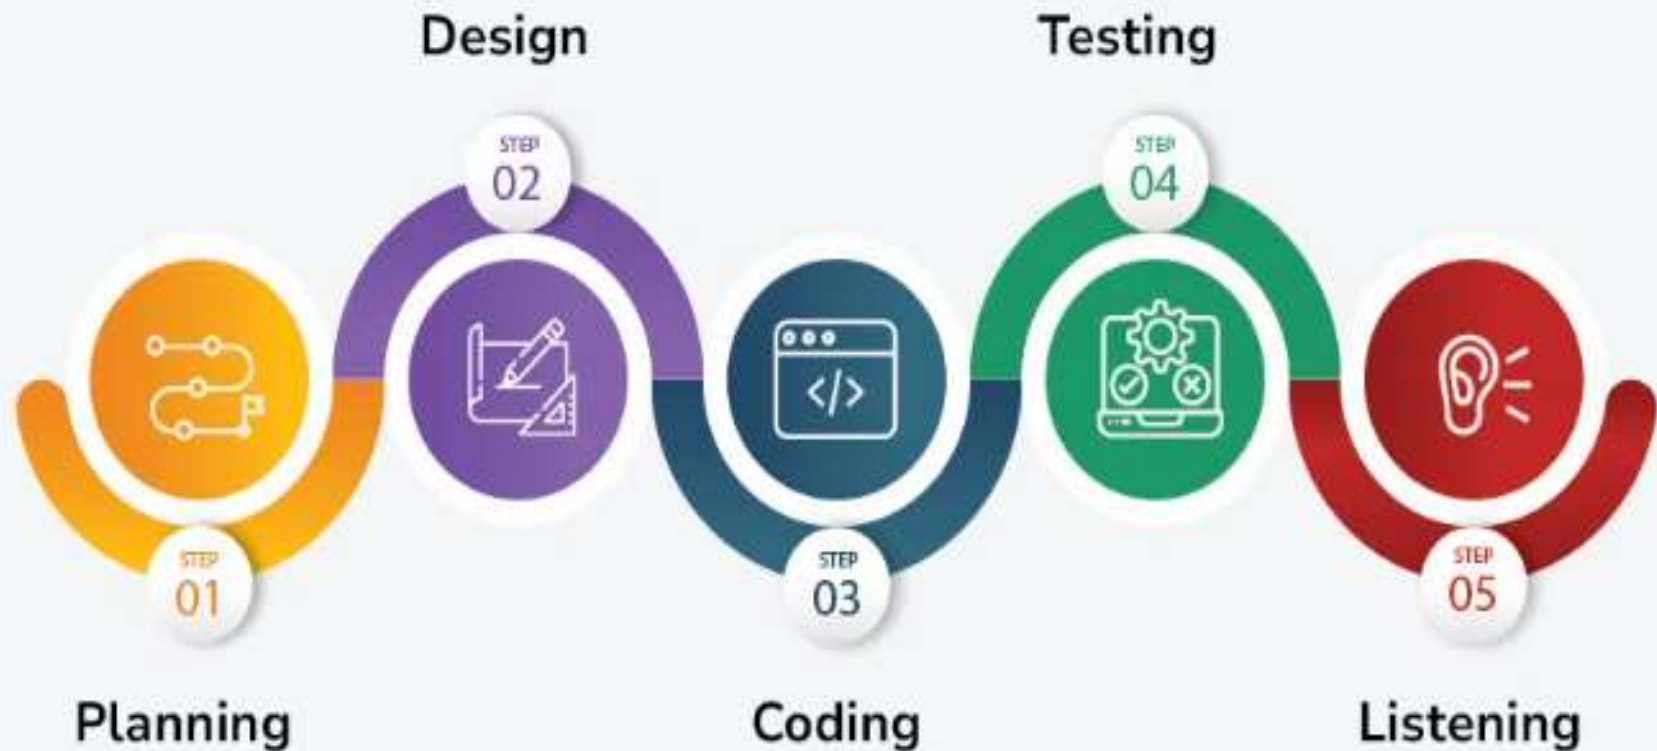 Design
Testing
STEP
02
STEP
04
</>
STEP
01
STEP
03
STEP
05
Planning
Coding
Listening